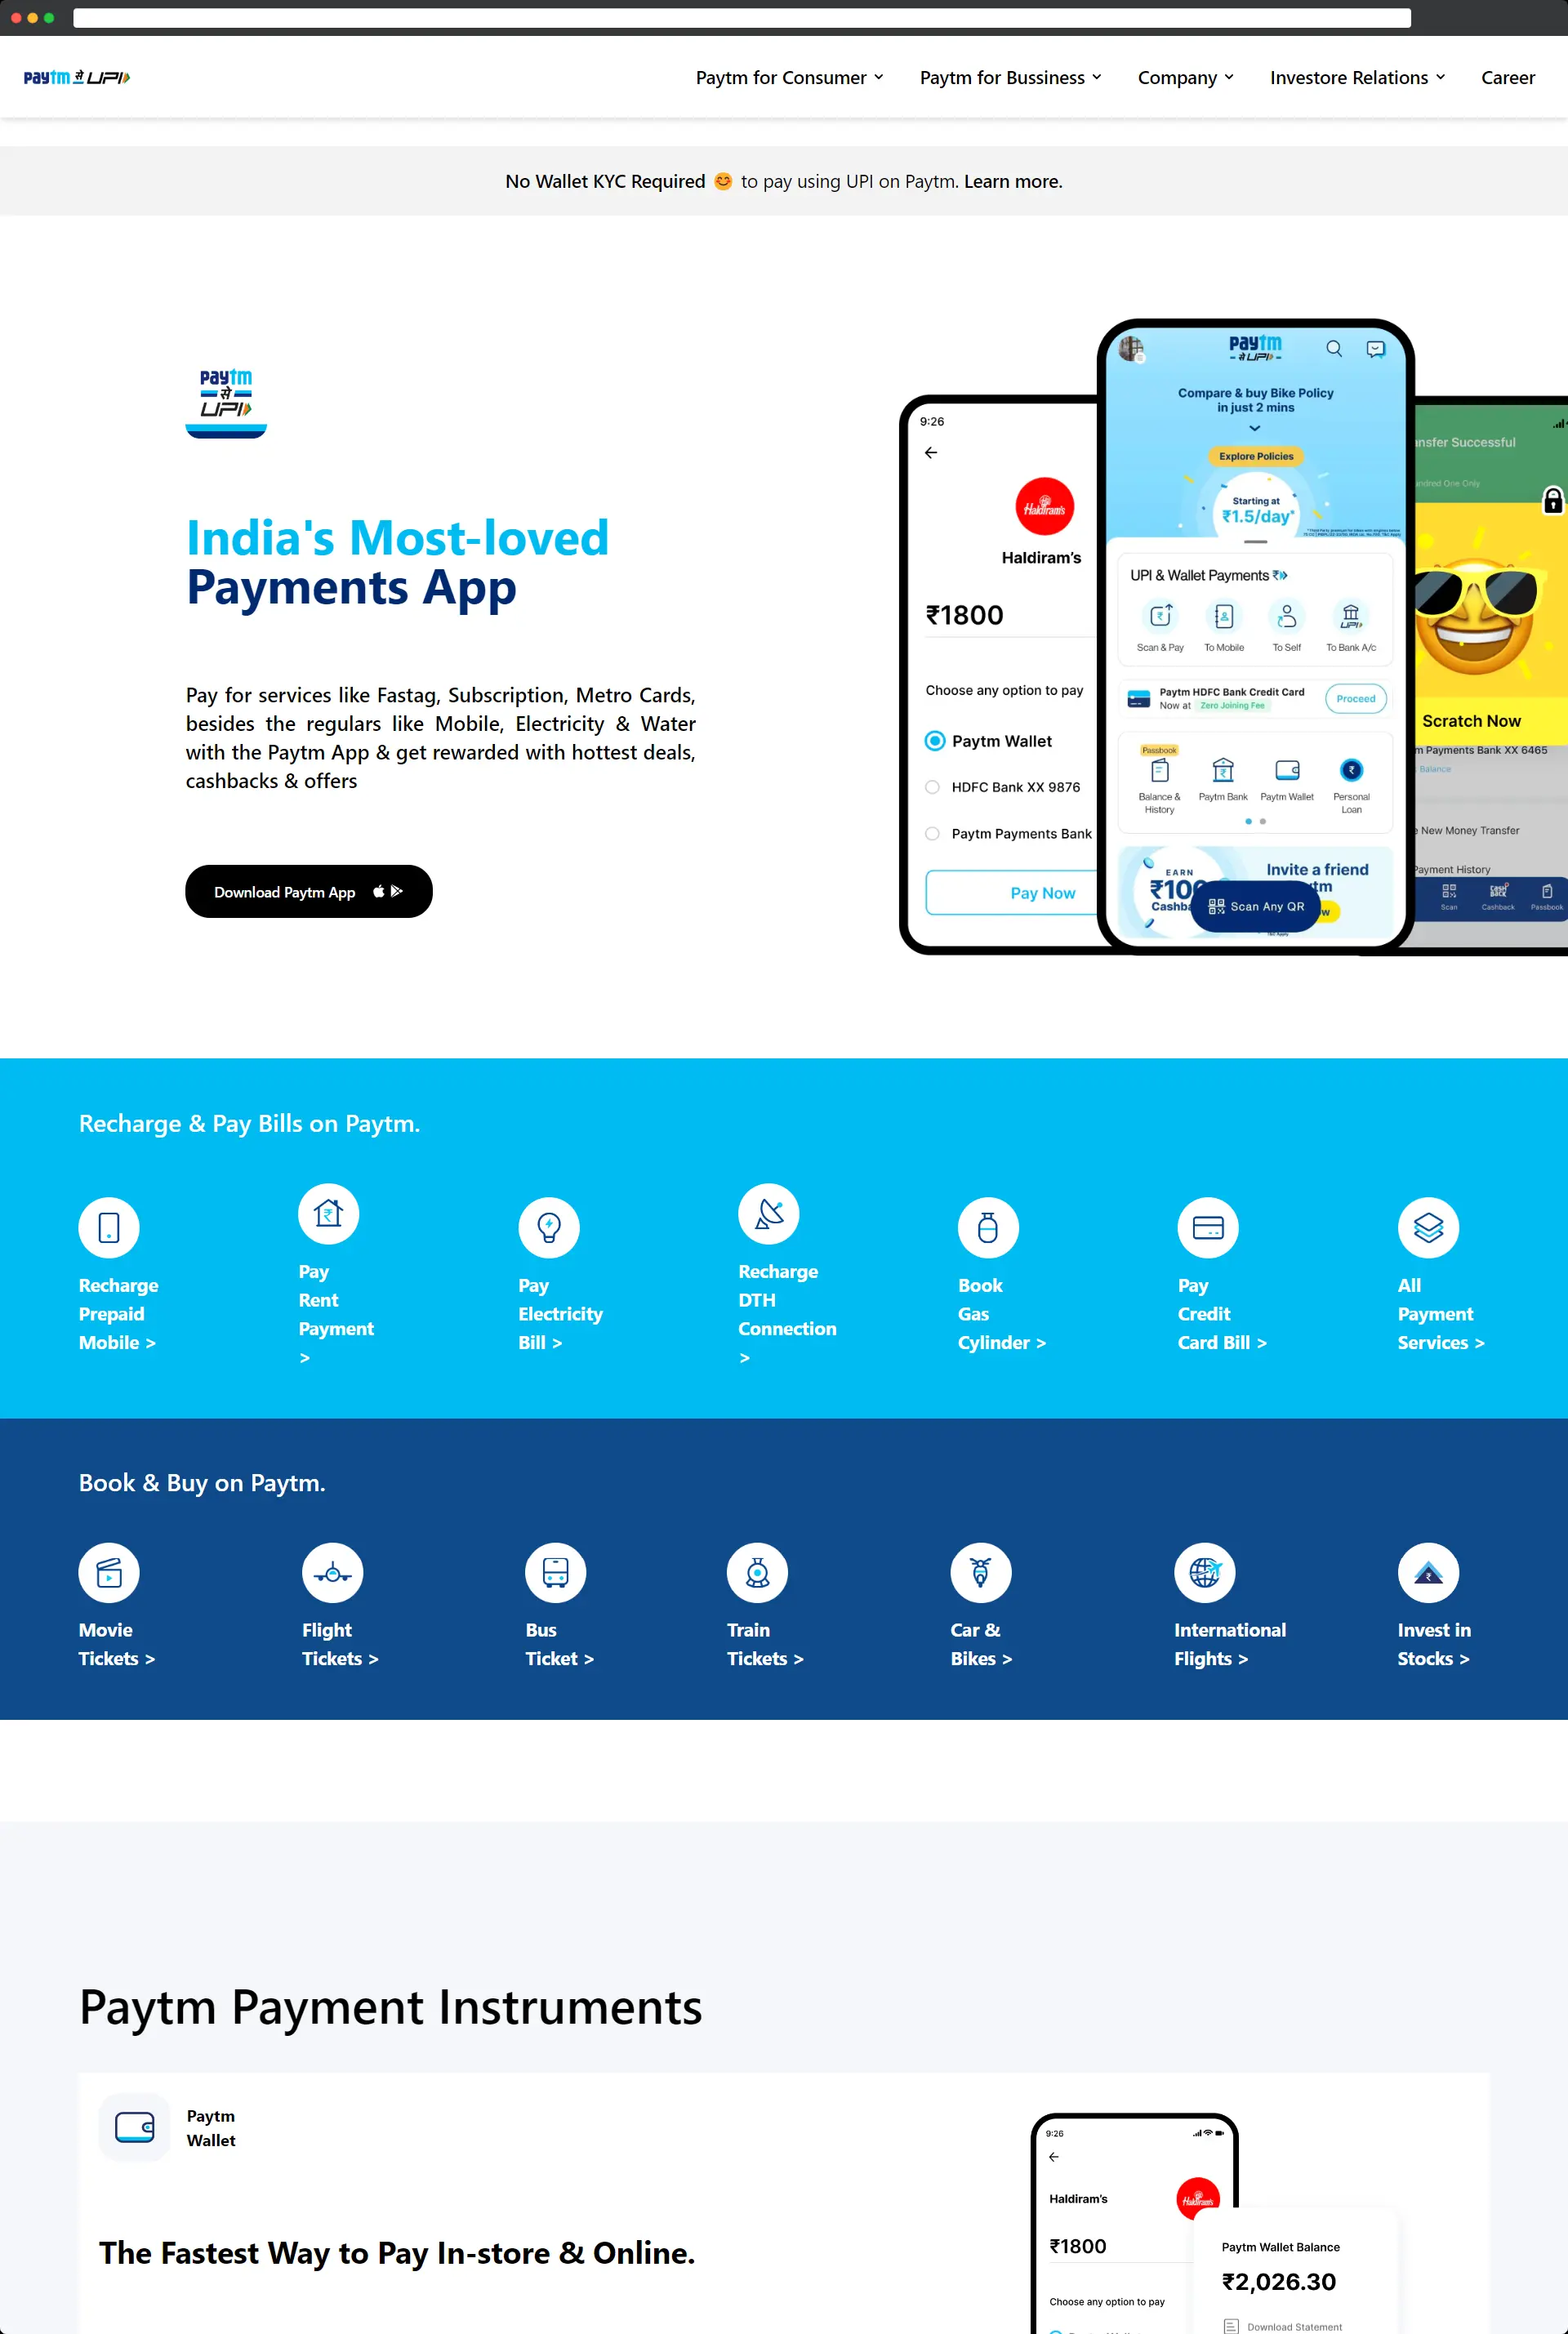 paytm से UPI
Paytm for Consumer
Paytm for Bussiness
Company
Investore Relations
Career
No Wallet KYC Required 😊 to pay using UPI on Paytm. Learn more.
paytm
से
UPI
India's Most-loved
Payments App
Pay for services like Fastag, Subscription, Metro Cards,
besides the regulars like Mobile, Electricity & Water
with the Paytm App & get rewarded with hottest deals,
cashbacks & offers
Download Paytm App
9:26
Haldiram's
Haldiram's
₹1800
Choose any option to pay
Paytm Wallet
HDFC Bank XX 9876
Paytm Payments Bank
Pay Now
paytm
से UPI
Compare & buy Bike Policy
in just 2 mins
Explore Policies
Starting at
₹1.5/day*
UPI & Wallet Payments
Scan & Pay
To Mobile
To Self
UPI
To Bank A/c
Paytm HDFC Bank Credit Card
Now at Zero Joining Fee
Proceed
Passbook
Balance &
History
Paytm Bank
Paytm Wallet
Personal
Loan
EARN
₹100
Cashba
Invite a friend
tm
w
Scan Any QR
nsfer Successful
undred One Only
Scratch Now
m Payments Bank XX 6465
Balance
e New Money Transfer
Payment History
Scan
Cashback
Passbook
Recharge & Pay Bills on Paytm.
Recharge
Prepaid
Mobile >
Pay
Rent
Payment
>
Pay
Electricity
Bill >
Recharge
DTH
Connection
>
Book
Gas
Cylinder >
Pay
Credit
Card Bill >
All
Payment
Services >
Book & Buy on Paytm.
Movie
Tickets >
Flight
Tickets >
Bus
Ticket >
Train
Tickets >
Car &
Bikes >
International
Flights >
Invest in
Stocks >
Paytm Payment Instruments
Paytm
Wallet
The Fastest Way to Pay In-store & Online.
9:26
Haldiram's
Haldiram's
₹1800
Choose any option to pay
Paytm Wallet Balance
₹2,026.30
Download Statement